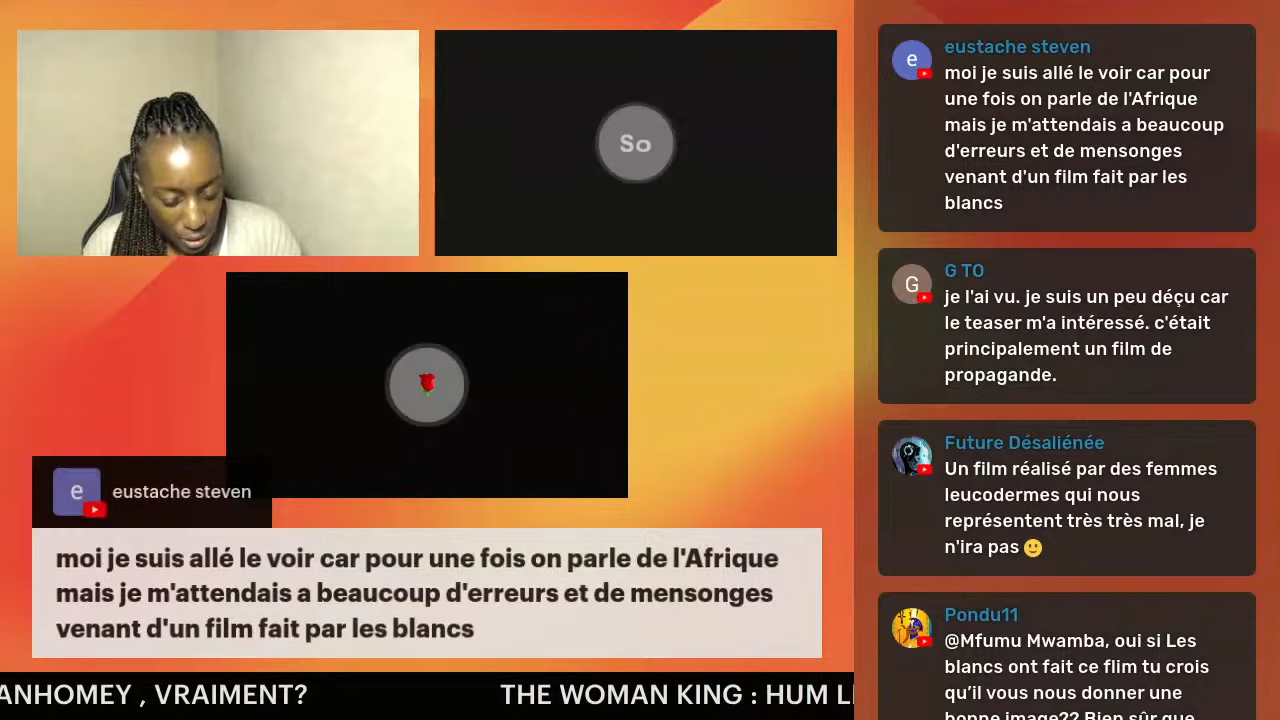 So
e
eustache steven
moi je suis allé le voir car pour une fois on parle de l'Afrique
mais je m'attendais a beaucoup d'erreurs et de mensonges
venant d'un film fait par les blancs
ANHOMEY , VRAIMENT?
THE WOMAN KING : HUM L
e
eustache steven
moi je suis allé le voir car pour
une fois on parle de l'Afrique
mais je m'attendais a beaucoup
d'erreurs et de mensonges
venant d'un film fait par les
blancs
G
G TO
je l'ai vu. je suis un peu déçu car
le teaser m'a intéressé. c'était
principalement un film de
propagande.
Future Désaliénée
Un film réalisé par des femmes
leucodermes qui nous
représentent très très mal, je
n'ira pas
Pondu11
@Mfumu Mwamba, oui si Les
blancs ont fait ce flim tu crois
qu'il vous nous donner une
bonne image?? Bien sûr que